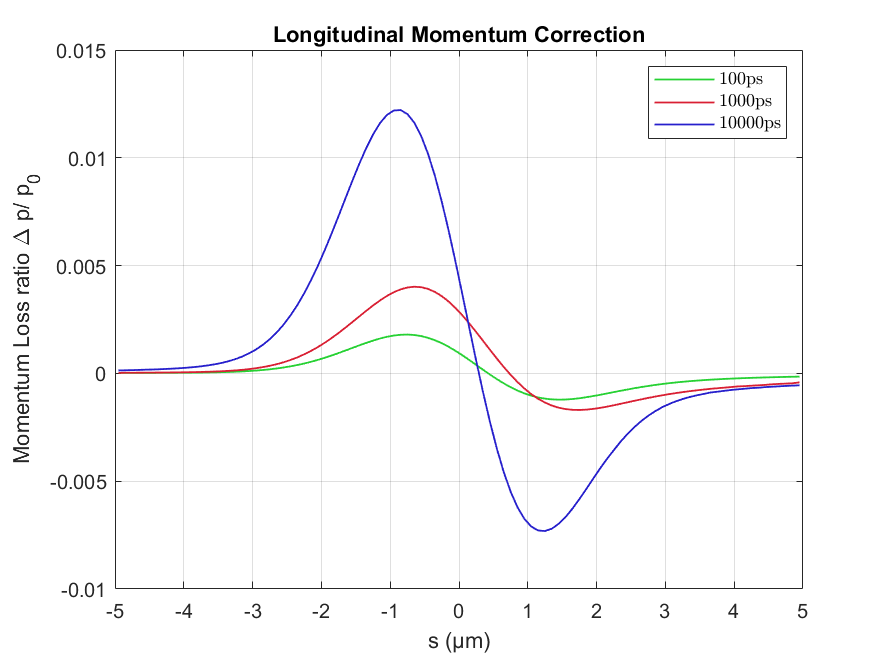 Longitudinal Momentum Correction
0.015
0.01
0.005
0
-0.005
-0.01
Momentum Loss ratio Δ p/ p₀
100ps
1000ps
10000ps
-5 -4 -3 -2 -1 0 1 2 3 4 5
s (µm)